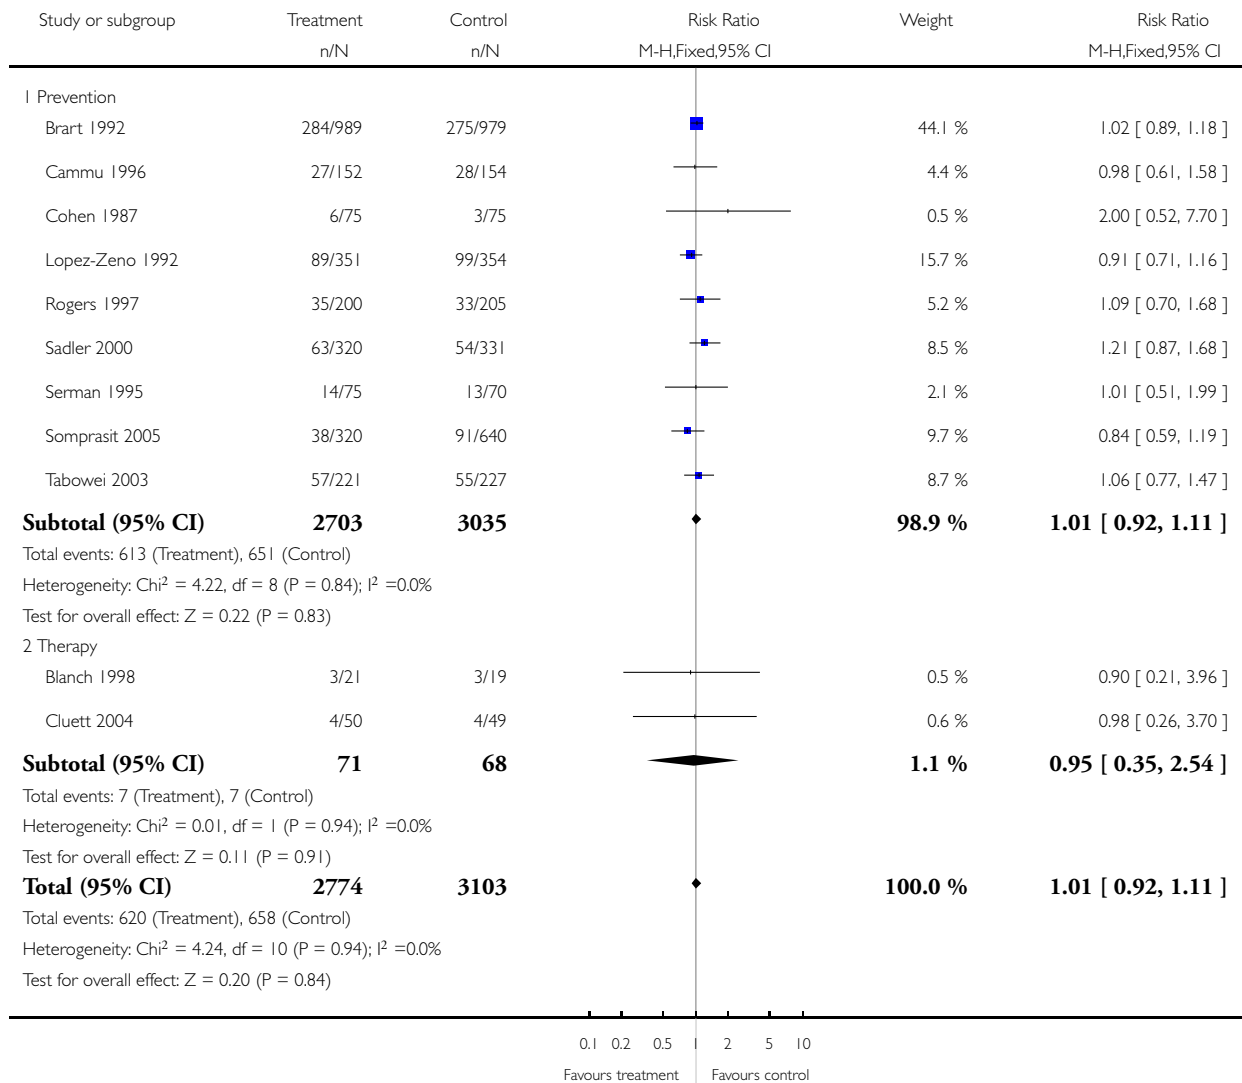 Study or subgroup Treatment Control Risk Ratio Weight Risk Ratio
n/N n/N M-H,Fixed,95% CI M-H,Fixed,95% CI
1 Prevention
Brart 1992 284/989 275/979 44.1 % 1.02 [ 0.89, 1.18 ]
Cammu 1996 27/152 28/154 4.4 % 0.98 [ 0.61, 1.58 ]
Cohen 1987 6/75 3/75 0.5 % 2.00 [ 0.52, 7.70 ]
Lopez-Zeno 1992 89/351 99/354 15.7 % 0.91 [ 0.71, 1.16 ]
Rogers 1997 35/200 33/205 5.2 % 1.09 [ 0.70, 1.68 ]
Sadler 2000 63/320 54/331 8.5 % 1.21 [ 0.87, 1.68 ]
Serman 1995 14/75 13/70 2.1 % 1.01 [ 0.51, 1.99 ]
Somprasit 2005 38/320 91/640 9.7 % 0.84 [ 0.59, 1.19 ]
Tabowei 2003 57/221 55/227 8.7 % 1.06 [ 0.77, 1.47 ]
Subtotal (95% CI) 2703 3035 98.9 % 1.01 [ 0.92, 1.11 ]
Total events: 613 (Treatment), 651 (Control)
Heterogeneity: Chi² = 4.22, df = 8 (P = 0.84); I² =0.0%
Test for overall effect: Z = 0.22 (P = 0.83)
2 Therapy
Blanch 1998 3/21 3/19 0.5 % 0.90 [ 0.21, 3.96 ]
Cluett 2004 4/50 4/49 0.6 % 0.98 [ 0.26, 3.70 ]
Subtotal (95% CI) 71 68 1.1 % 0.95 [ 0.35, 2.54 ]
Total events: 7 (Treatment), 7 (Control)
Heterogeneity: Chi² = 0.01, df = 1 (P = 0.94); I² =0.0%
Test for overall effect: Z = 0.11 (P = 0.91)
Total (95% CI) 2774 3103 100.0 % 1.01 [ 0.92, 1.11 ]
Total events: 620 (Treatment), 658 (Control)
Heterogeneity: Chi² = 4.24, df = 10 (P = 0.94); I² =0.0%
Test for overall effect: Z = 0.20 (P = 0.84)
0.1 0.2 0.5 1 2 5 10
Favours treatment Favours control